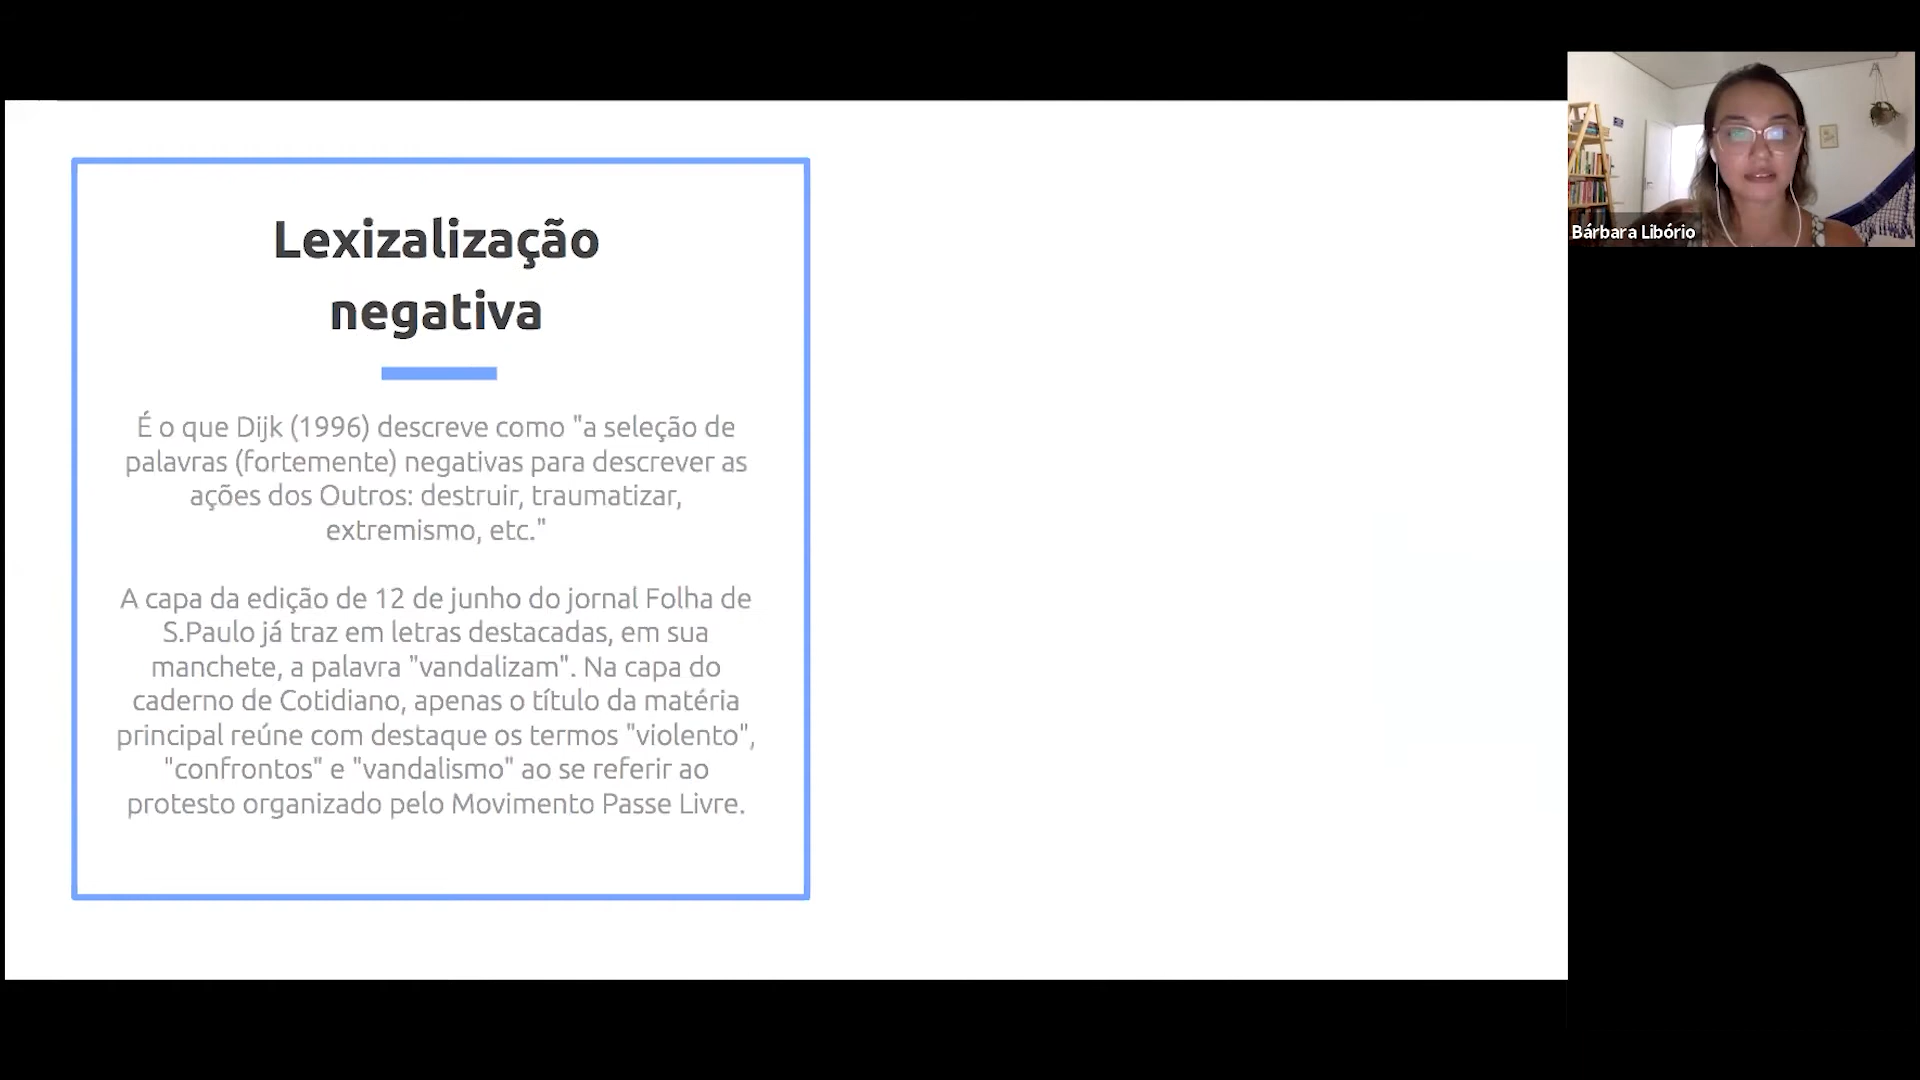 Lexizalização
negativa
É o que Dijk (1996) descreve como "a seleção de
palavras (fortemente) negativas para descrever as
ações dos Outros: destruir, traumatizar,
extremismo, etc."
A capa da edição de 12 de junho do jornal Folha de
S.Paulo já traz em letras destacadas, em sua
manchete, a palavra "vandalizam". Na capa do
caderno de Cotidiano, apenas o título da matéria
principal reúne com destaque os termos "violento",
"confrontos" e "vandalismo" ao se referir ao
protesto organizado pelo Movimento Passe Livre.
Bárbara Libório